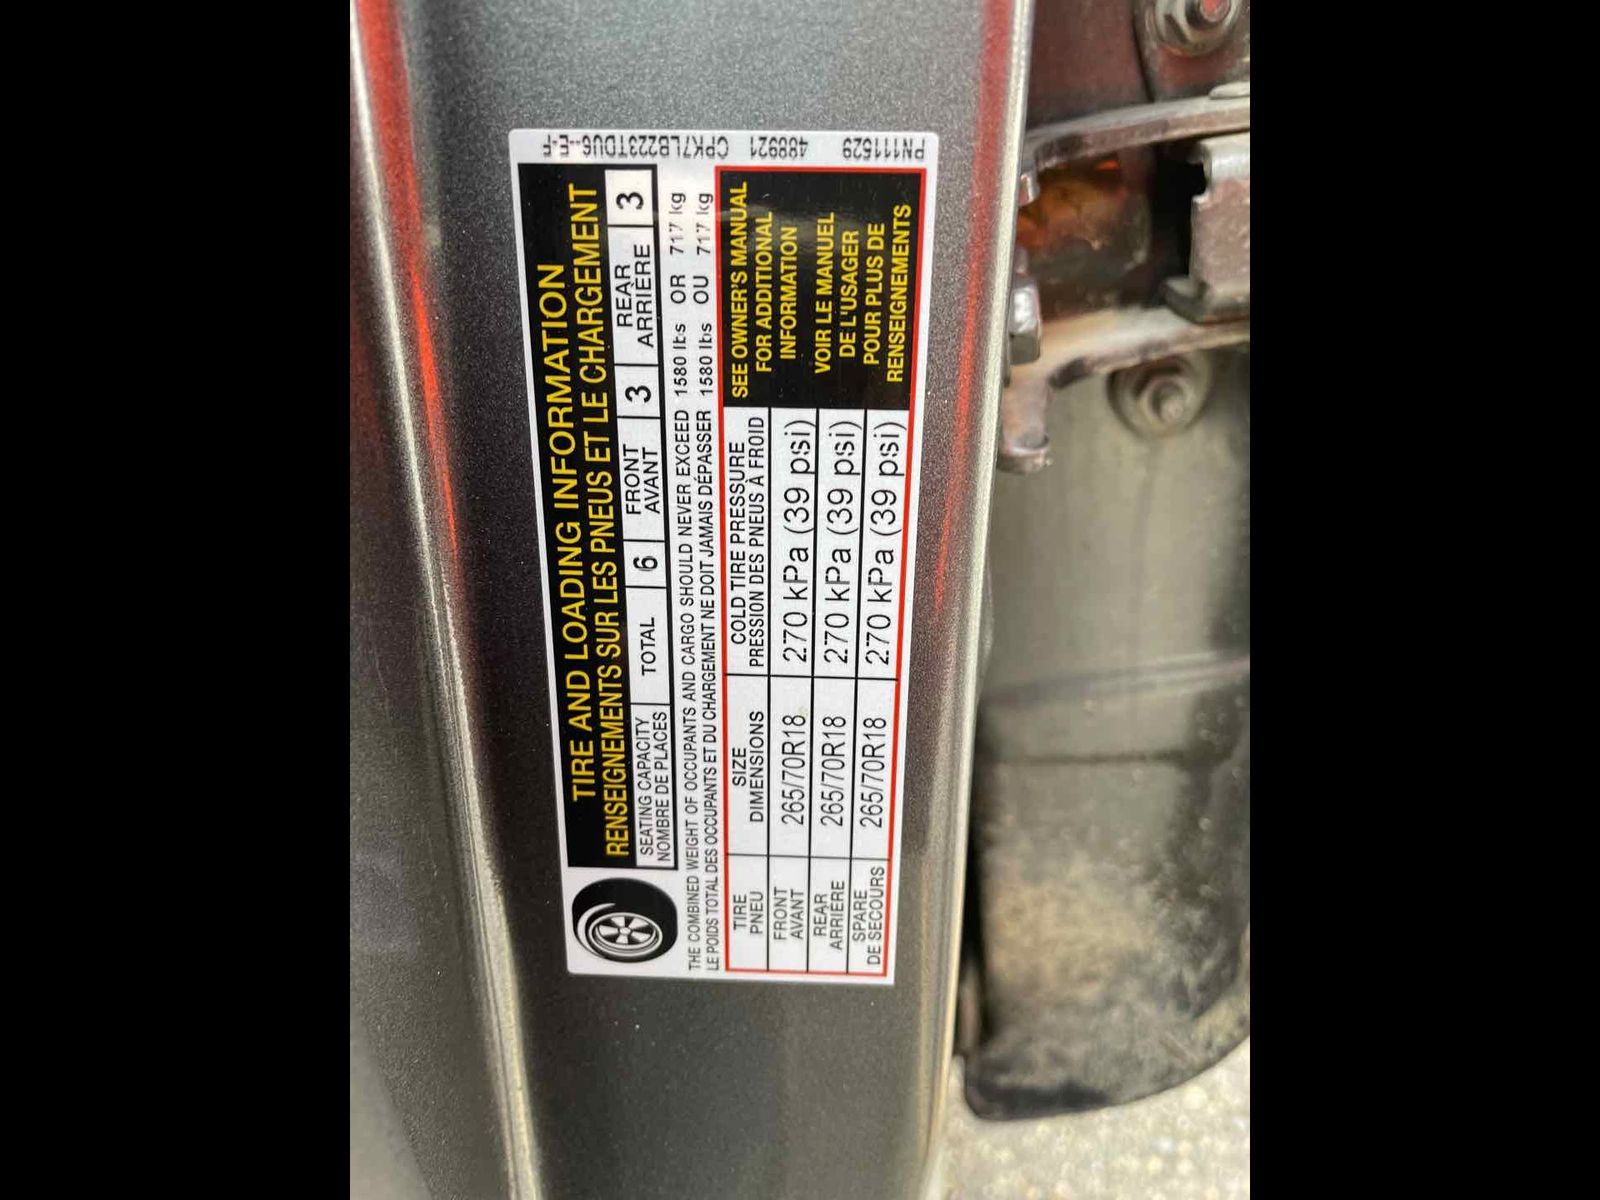 TIRE AND LOADING INFORMATION
RENSEIGNEMENTS SUR LES PNEUS ET LE CHARGEMENT
SEATING CAPACITY
NOMBRE DE PLACES
TOTAL 6
FRONT
AVANT
3
REAR
ARRIÈRE
3
THE COMBINED WEIGHT OF OCCUPANTS AND CARGO SHOULD NEVER EXCEED 1580 lbs OR 717 kg
LE POIDS TOTAL DES OCCUPANTS ET DU CHARGEMENT NE DOIT JAMAIS DÉPASSER 1580 lbs OU 717 kg
TIRE
PNEU
SIZE
DIMENSIONS
COLD TIRE PRESSURE
PRESSION DES PNEUS À FROID
FRONT
AVANT
265/70R18 270 kPa (39 psi)
REAR
ARRIÈRE
265/70R18 270 kPa (39 psi)
SPARE
DE SECOURS
265/70R18 270 kPa (39 psi)
SEE OWNER'S MANUAL
FOR ADDITIONAL
INFORMATION
VOIR LE MANUEL
DE L'USAGER
POUR PLUS DE
RENSEIGNEMENTS
PN111529 488921 CPK7LB223TDU6--E-F